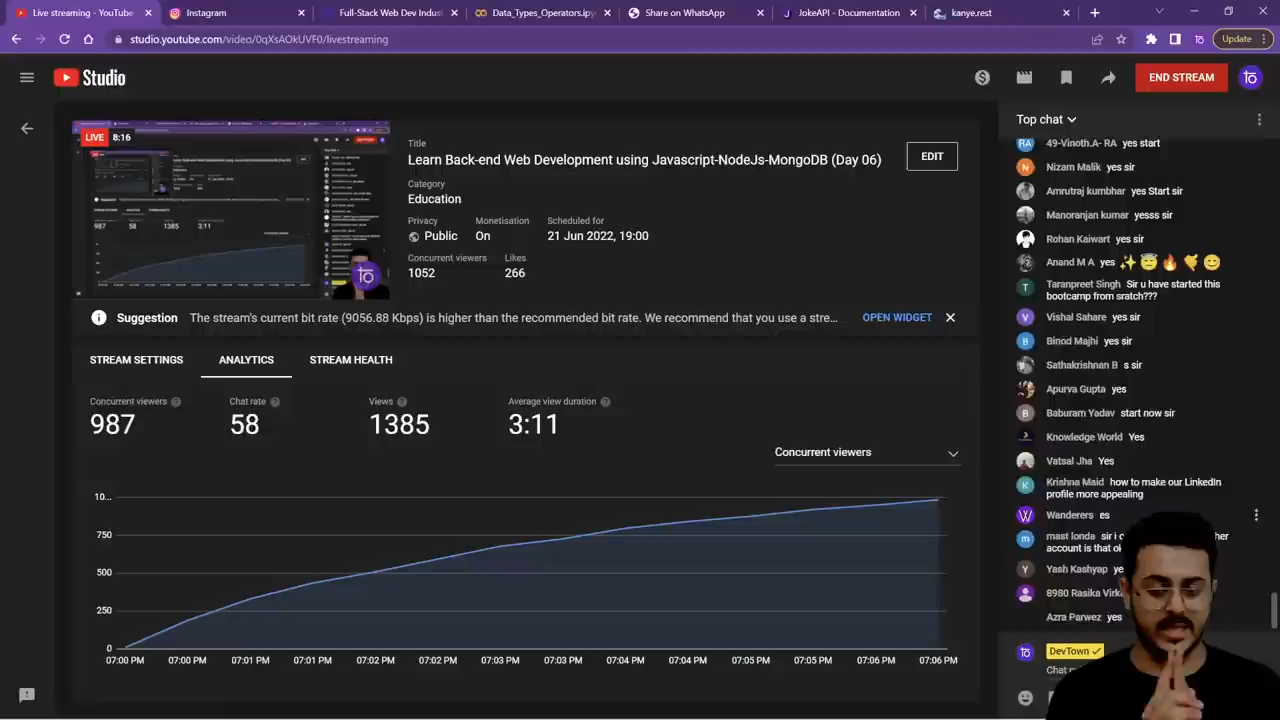 Live streaming - YouTube
Instagram
Full-Stack Web Dev Indust
Data_Types_Operators.ipy
Share on WhatsApp
JokeAPI - Documentation
kanye.rest
studio.youtube.com/video/0qXsAOkUVF0/livestreaming
Update
Studio
END STREAM
LIVE 8:16
987 58 1385 3:11
Title
Learn Back-end Web Development using Javascript-NodeJs-MongoDB (Day 06)
EDIT
Category
Education
Privacy Monetisation Scheduled for
Public On 21 Jun 2022, 19:00
Concurrent viewers Likes
1052 266
Suggestion The stream's current bit rate (9056.88 Kbps) is higher than the recommended bit rate. We recommend that you use a stre... OPEN WIDGET
STREAM SETTINGS ANALYTICS STREAM HEALTH
Concurrent viewers Chat rate Views Average view duration
987 58 1385 3:11
Concurrent viewers
10...
750
500
250
0
07:00 PM 07:00 PM 07:01 PM 07:01 PM 07:02 PM 07:02 PM 07:03 PM 07:03 PM 07:04 PM 07:04 PM 07:05 PM 07:05 PM 07:06 PM 07:06 PM
Top chat
RA 49-Vinoth.A- RA yes start
N Nizam Malik yes sir
Amrutraj kumbhar yes Start sir
Manoranjan kumar yesss sir
Rohan Kaiwart yes sir
Anand M A yes ✨😇🔥
T Taranpreet Singh Sir u have started this
bootcamp from sratch???
V Vishal Sahare yes sir
B Binod Majhi yes sir
Sathakrishnan B s sir
Apurva Gupta yes
B Baburam Yadav start now sir
Knowledge World Yes
Vatsal Jha Yes
K Krishna Maid how to make our LinkedIn
profile more appealing
Wanderers es
m mast londa sir i
account is that
Y Yash Kashyap
8980 Rasika
Azra Parwez yes
DevTown ✓
Chat